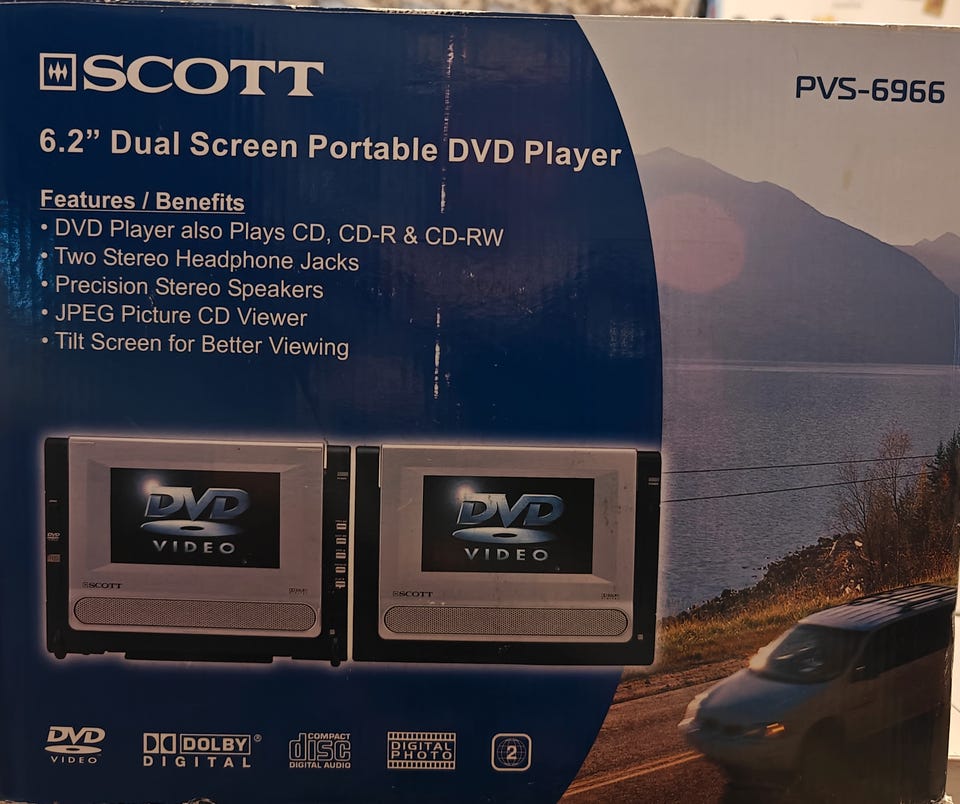 SCOTT
PVS-6966
6.2” Dual Screen Portable DVD Player
Features / Benefits
• DVD Player also Plays CD, CD-R & CD-RW
• Two Stereo Headphone Jacks
• Precision Stereo Speakers
• JPEG Picture CD Viewer
• Tilt Screen for Better Viewing
DVD
VIDEO
SCOTT
DVD
VIDEO
SCOTT
DVD
VIDEO
DOLBY®
DIGITAL
COMPACT
disc
DIGITAL AUDIO
DIGITAL
PHOTO
2